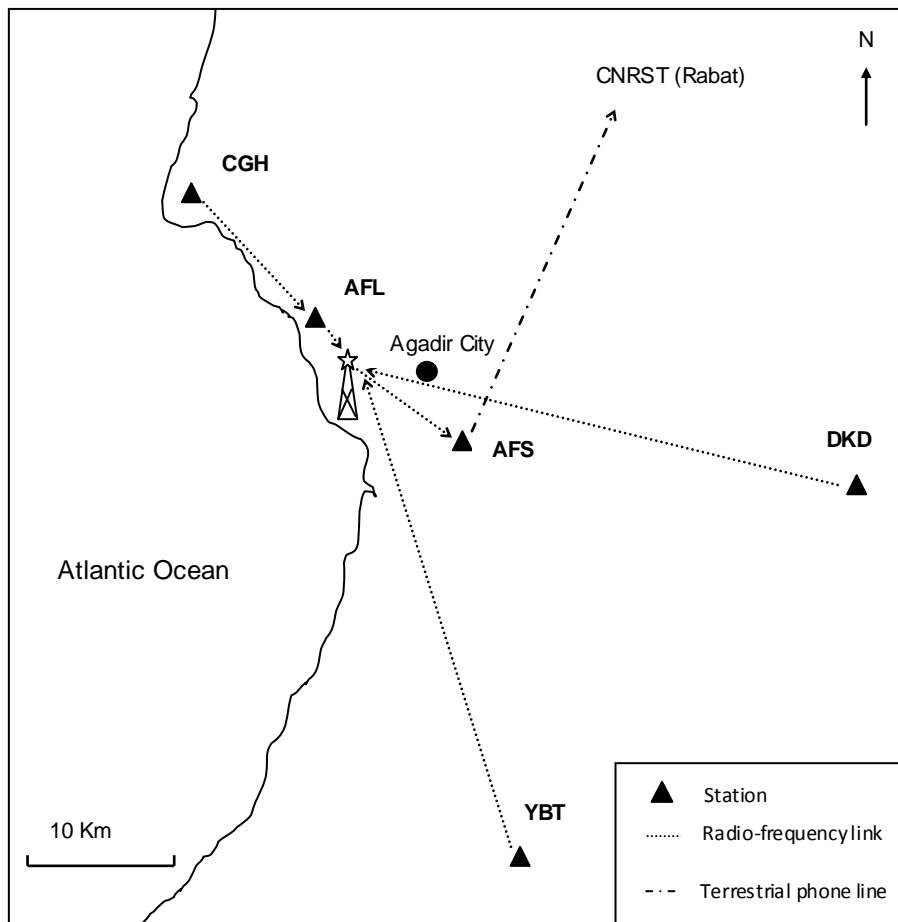 N
CNRST (Rabat)
CGH
AFL
Agadir City
AFS
DKD
Atlantic Ocean
YBT
10 Km
Station
Radio-frequency link
Terrestrial phone line